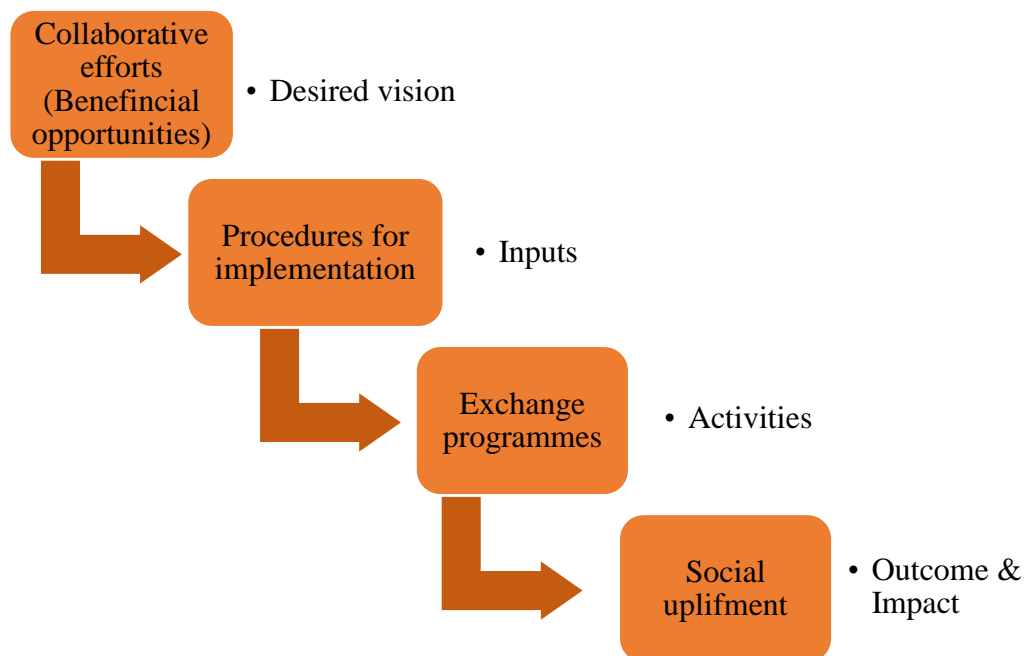 Collaborative
efforts
(Benefincial
opportunities)
• Desired vision
Procedures for
implementation
• Inputs
Exchange
programmes
• Activities
Social
uplifment
• Outcome &
Impact